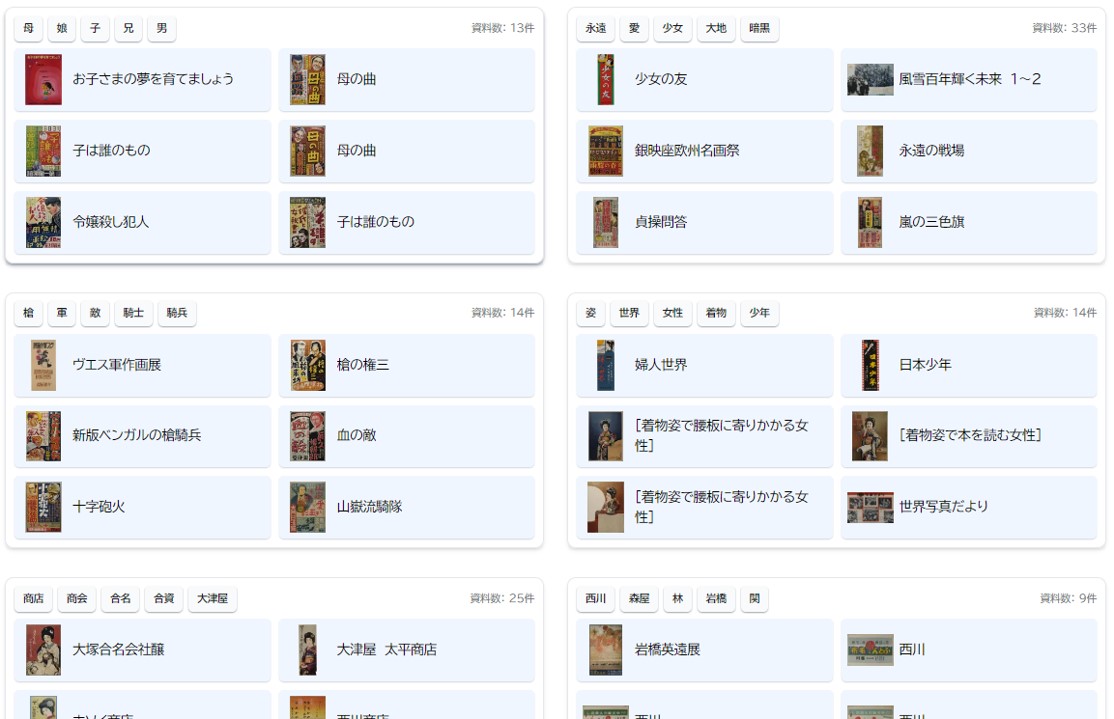 母 娘 子 兄 男 資料数: 13件
お子さまの夢を育てましょう
母の曲
子は誰のもの
母の曲
令嬢殺し犯人
子は誰のもの
永遠 愛 少女 大地 暗黒 資料数: 33件
少女の友
風雪百年輝く未来 1～2
銀映座欧州名画祭
永遠の戦場
貞操問答
嵐の三色旗
槍 軍 敵 騎士 騎兵 資料数: 14件
ヴエス軍作画展
槍の権三
新版ベンガルの槍騎兵
血の敵
十字砲火
山嶽流騎隊
姿 世界 女性 着物 少年 資料数: 14件
婦人世界
日本少年
[着物姿で腰板に寄りかかる女
性]
[着物姿で本を読む女性]
[着物姿で腰板に寄りかかる女
性]
世界写真だより
商店 商会 合名 合資 大津屋 資料数: 25件
大塚合名会社醸
大津屋 太平商店
西川商店
西川 森屋 林 岩橋 関 資料数: 9件
岩橋英遠展
西川
西川
西川